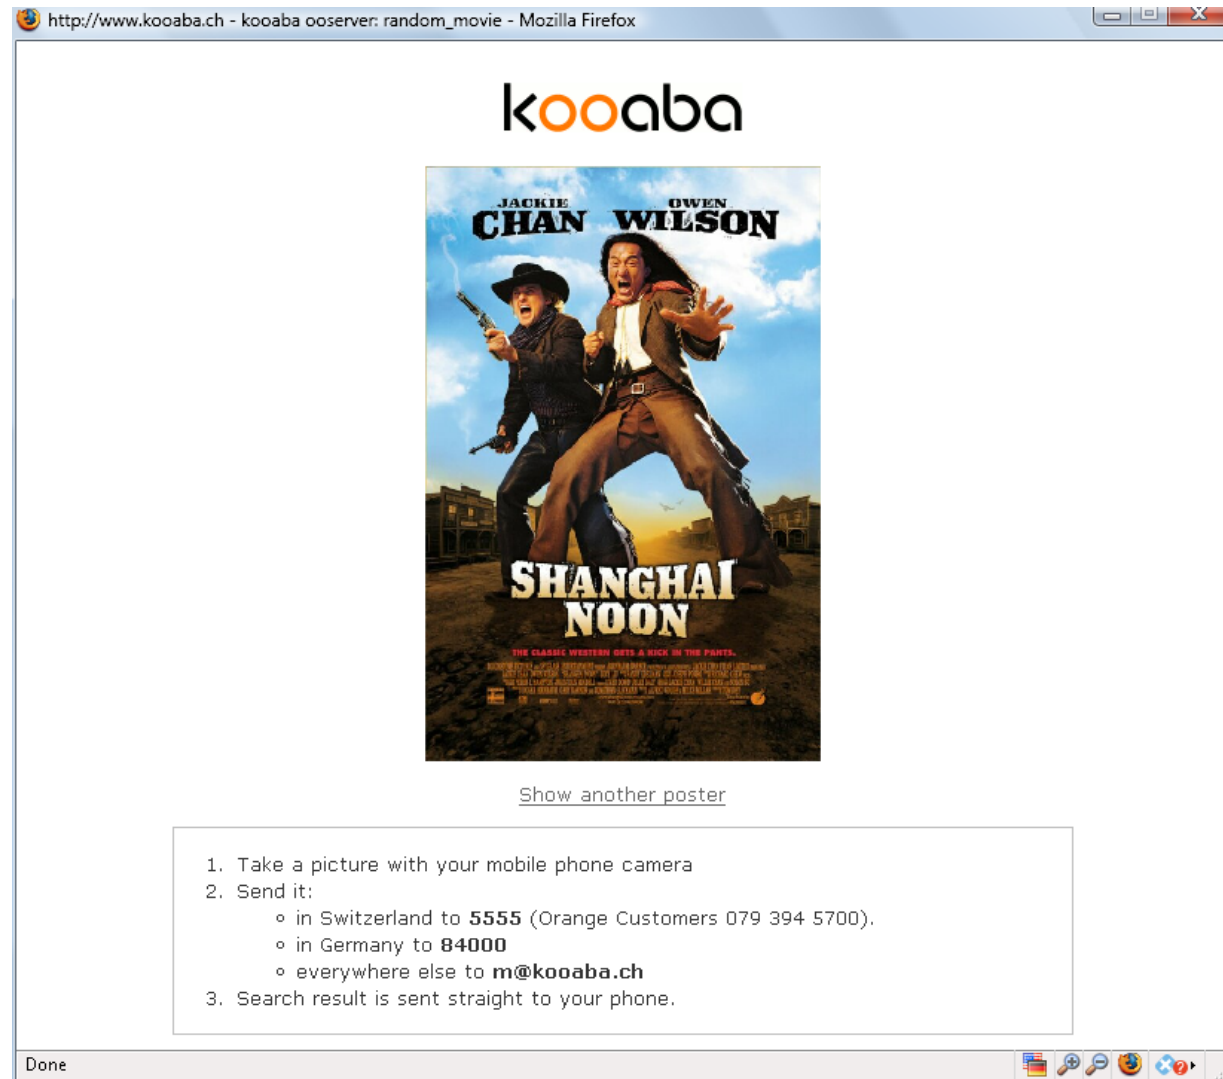 http://www.kooaba.ch - kooaba ooserver: random_movie - Mozilla Firefox
kooaba
JACKIE OWEN
CHAN WILSON
SHANGHAI
NOON
THE CLASSIC WESTERN GETS A KICK IN THE PANTS.
Show another poster
1. Take a picture with your mobile phone camera
2. Send it:
in Switzerland to 5555 (Orange Customers 079 394 5700).
in Germany to 84000
everywhere else to m@kooaba.ch
3. Search result is sent straight to your phone.
Done